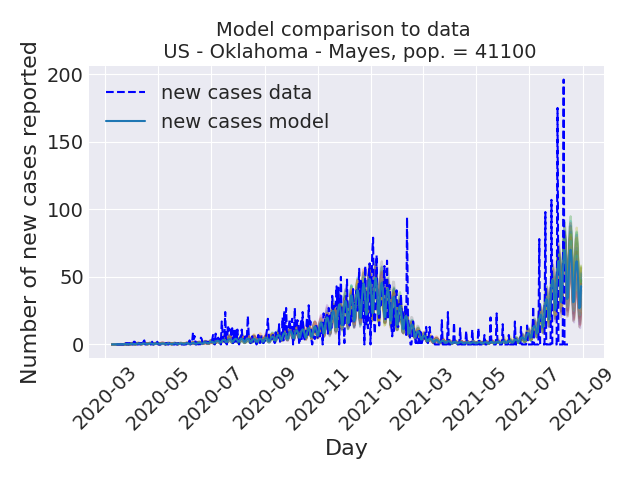 Model comparison to data
US - Oklahoma - Mayes, pop. = 41100
Number of new cases reported
200
150
100
50
0
new cases data
new cases model
2020-03
2020-05
2020-07
2020-09
2020-11
2021-01
2021-03
2021-05
2021-07
2021-09
Day